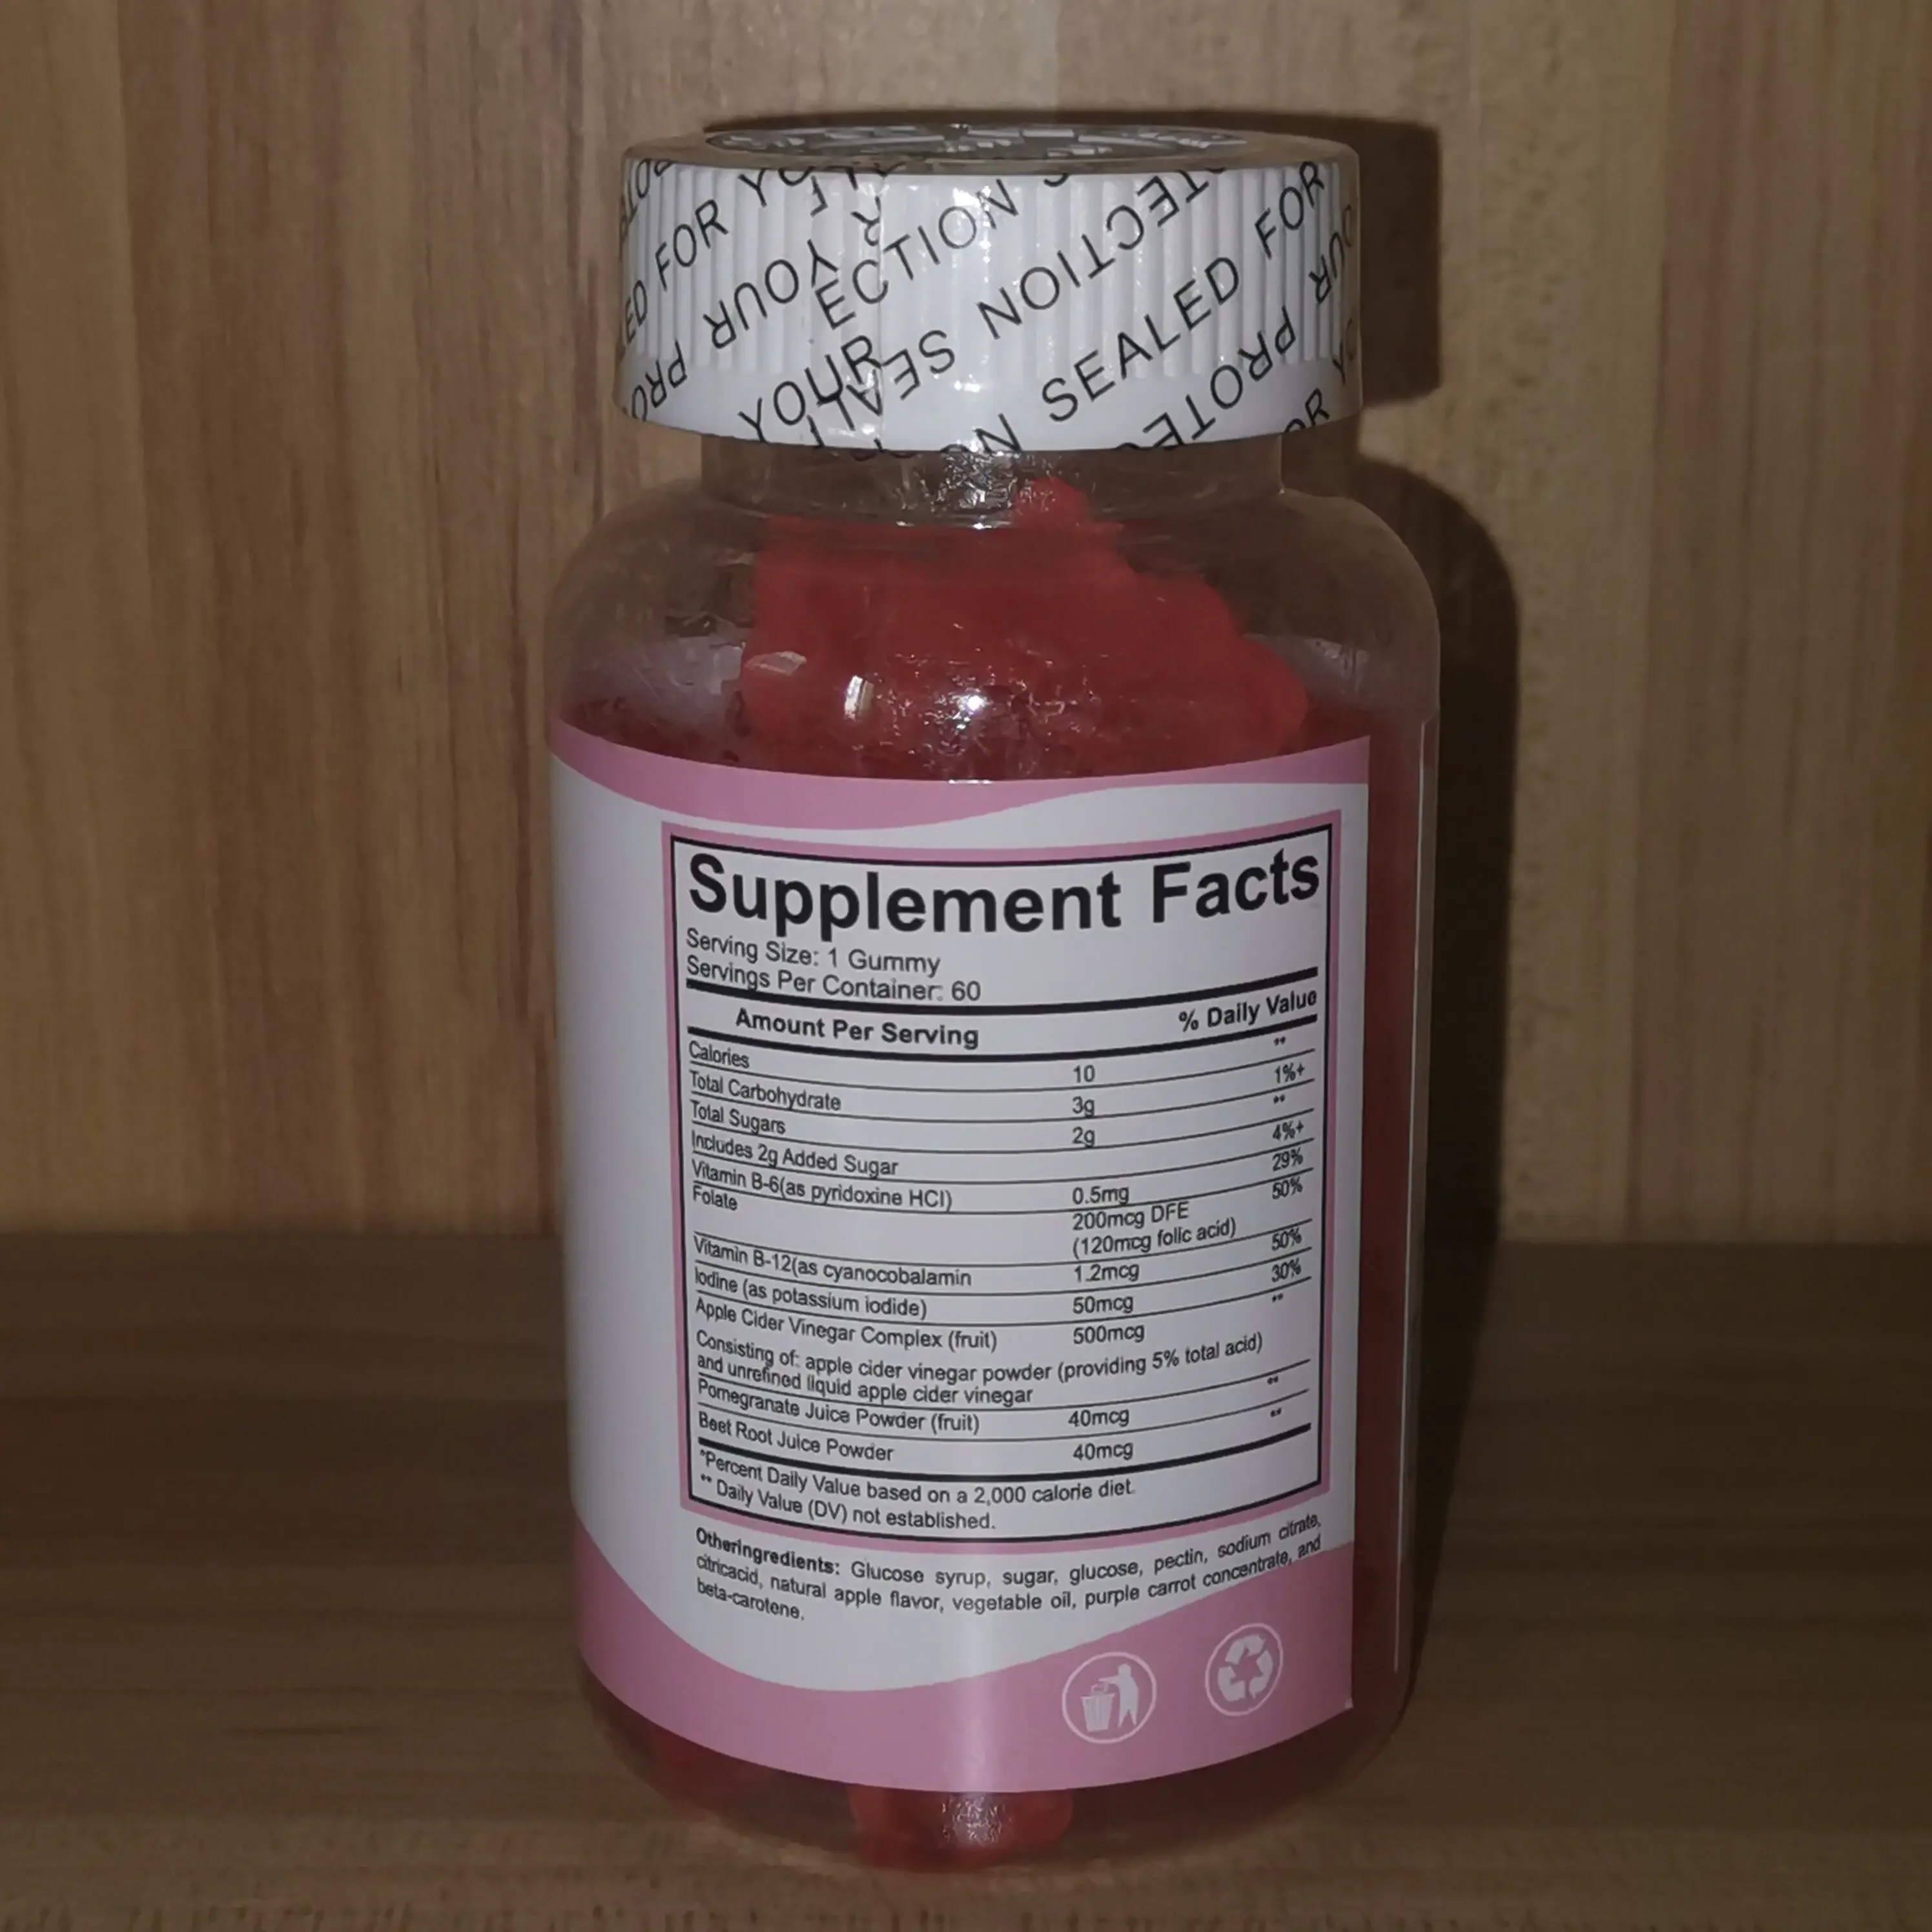 ED FOR
YOUR
ECTION
PRO
YOUR
SE
NOITCETOR
SEALED FOR
PROTE
Supplement Facts
Serving Size: 1 Gummy
Servings Per Container: 60
Amount Per Serving % Daily Value
Calories 10 **
Total Carbohydrate 3g 1%+
Total Sugars 2g **
Includes 2g Added Sugar 4%+
Vitamin B-6(as pyridoxine HCl) 0.5mg 29%
Folate 200mcg DFE 50%
(120mcg folic acid)
Vitamin B-12(as cyanocobalamin 1.2mcg 50%
Iodine (as potassium iodide) 50mcg 30%
Apple Cider Vinegar Complex (fruit) 500mcg **
Consisting of: apple cider vinegar powder (providing 5% total acid)
and unrefined liquid apple cider vinegar
Pomegranate Juice Powder (fruit) 40mcg **
Beet Root Juice Powder 40mcg **
*Percent Daily Value based on a 2,000 calorie diet.
** Daily Value (DV) not established.
Otheringredients: Glucose syrup, sugar, glucose, pectin, sodium citrate,
citricacid, natural apple flavor, vegetable oil, purple carrot concentrate, and
beta-carotene.